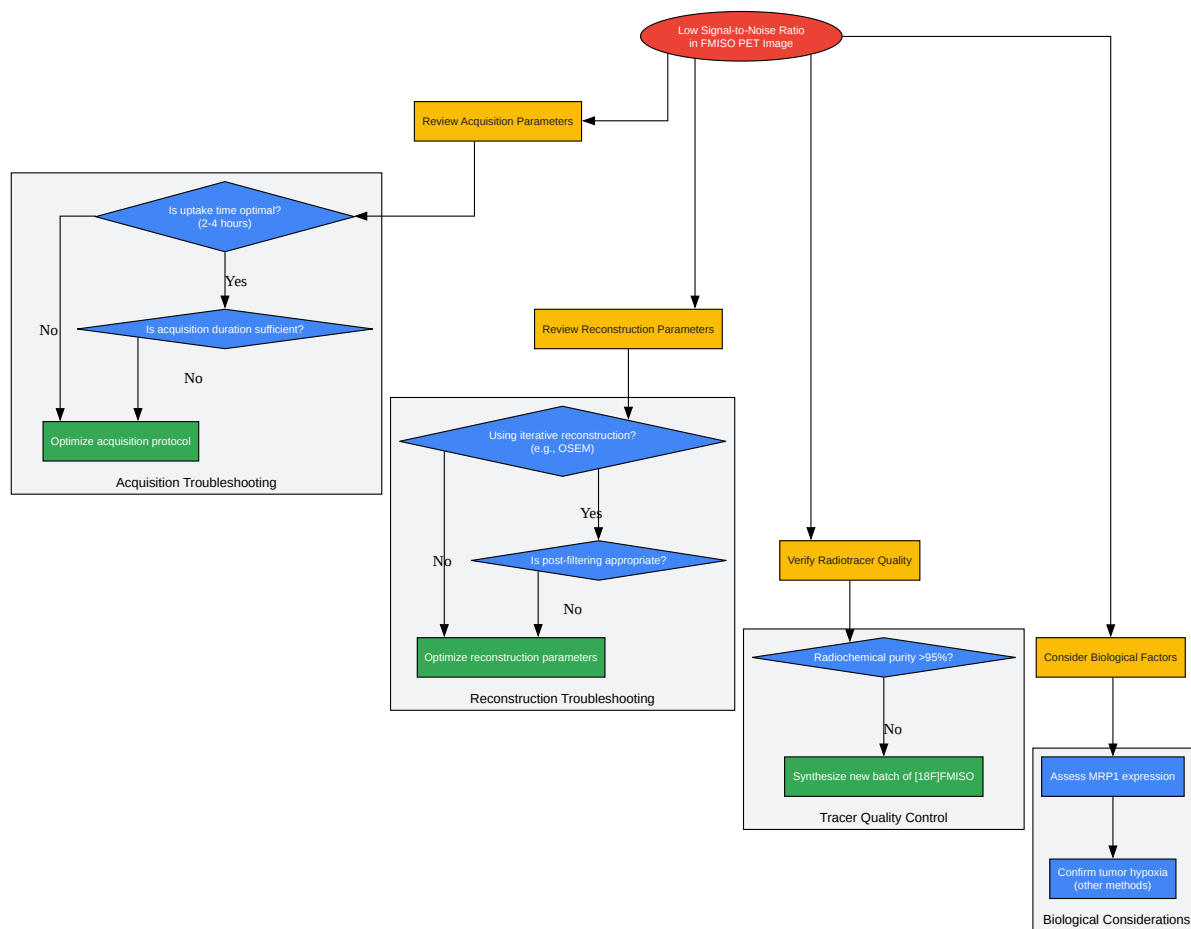 Low Signal-to-Noise Ratio
in FMISO PET Image
Review Acquisition Parameters
Is uptake time optimal?
(2-4 hours)
Yes
No
Is acquisition duration sufficient?
No
Optimize acquisition protocol
Acquisition Troubleshooting
Review Reconstruction Parameters
Using iterative reconstruction?
(e.g., OSEM)
Yes
No
Is post-filtering appropriate?
No
Optimize reconstruction parameters
Reconstruction Troubleshooting
Verify Radiotracer Quality
Radiochemical purity >95%?
No
Synthesize new batch of [18F]FMISO
Tracer Quality Control
Consider Biological Factors
Assess MRP1 expression
Confirm tumor hypoxia
(other methods)
Biological Considerations